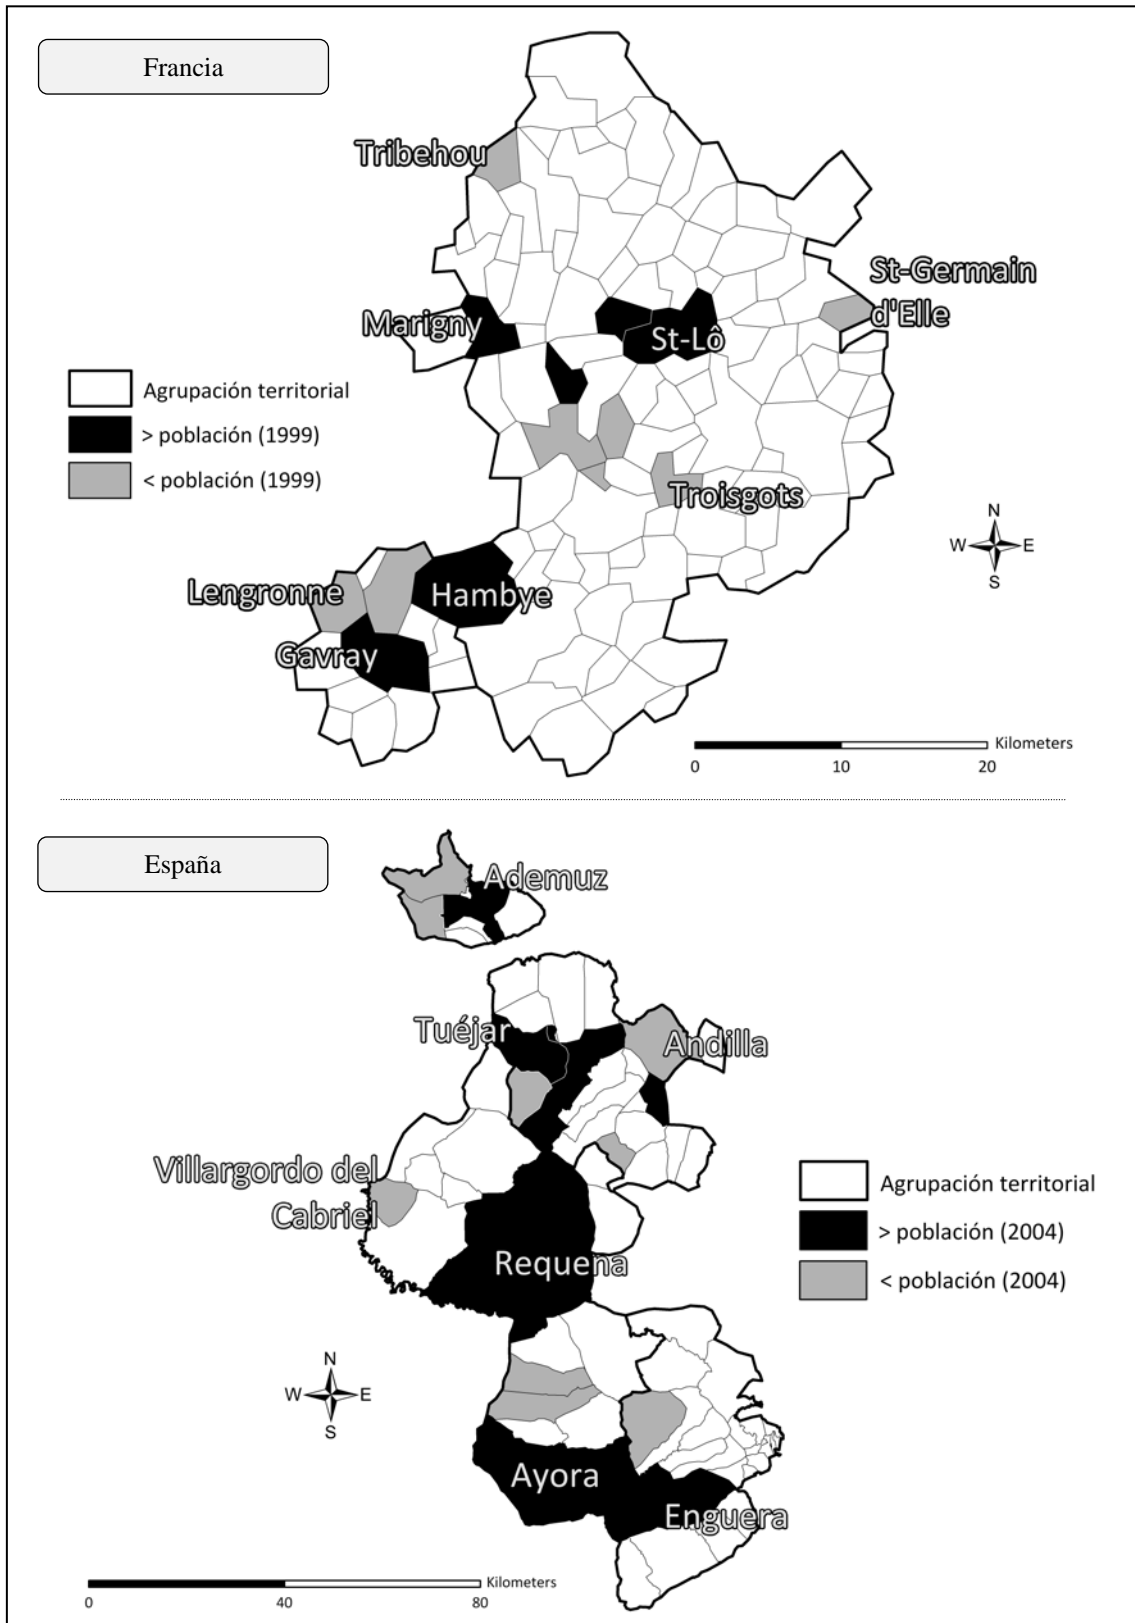 Francia
Tribehou
St-Germain
d'Elle
Marigny
St-Lô
Agrupación territorial
> población (1999)
< población (1999)
Troisgots
N
W E
S
Lengronne
Hambye
Gavray
Kilometers
0 10 20
España
Ademuz
Tuéjar
Andilla
Villargordo del
Cabriel
Agrupación territorial
> población (2004)
< población (2004)
Requena
N
W E
S
Ayora
Enguera
Kilometers
0 40 80